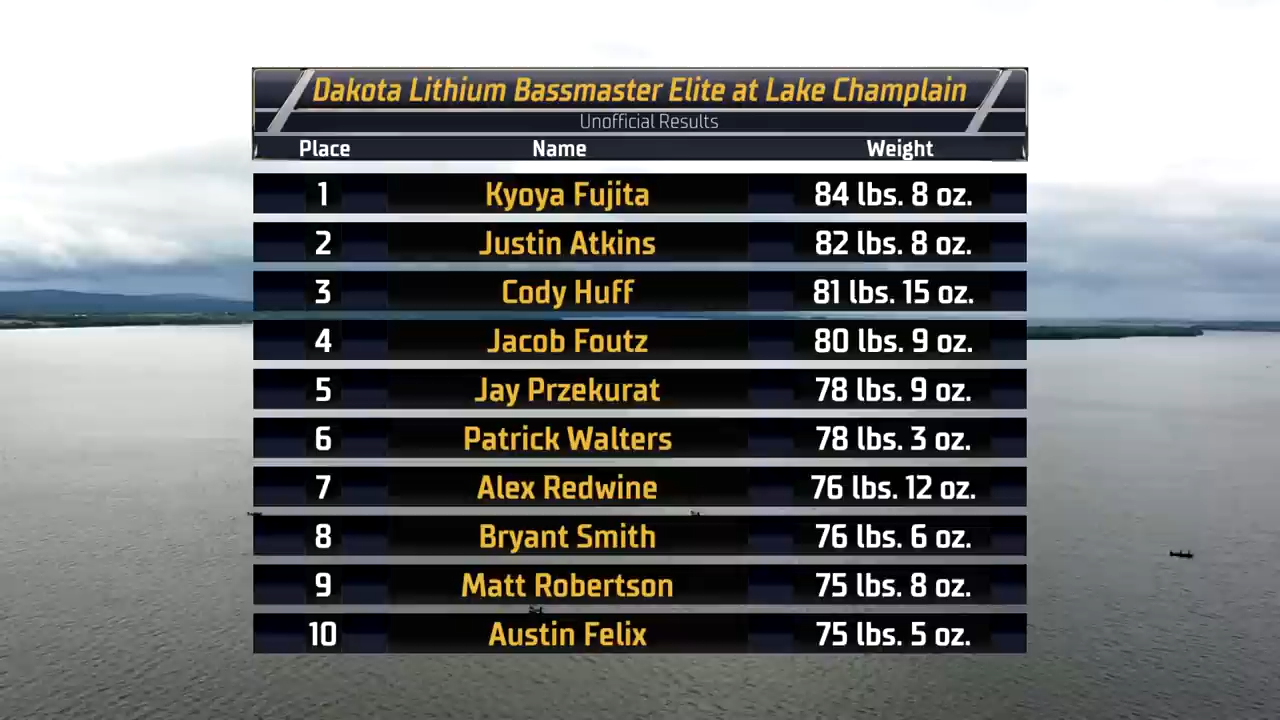 Dakota Lithium Bassmaster Elite at Lake Champlain
Unofficial Results
Place Name Weight
1 Kyoya Fujita 84 lbs. 8 oz.
2 Justin Atkins 82 lbs. 8 oz.
3 Cody Huff 81 lbs. 15 oz.
4 Jacob Foutz 80 lbs. 9 oz.
5 Jay Przekurat 78 lbs. 9 oz.
6 Patrick Walters 78 lbs. 3 oz.
7 Alex Redwine 76 lbs. 12 oz.
8 Bryant Smith 76 lbs. 6 oz.
9 Matt Robertson 75 lbs. 8 oz.
10 Austin Felix 75 lbs. 5 oz.